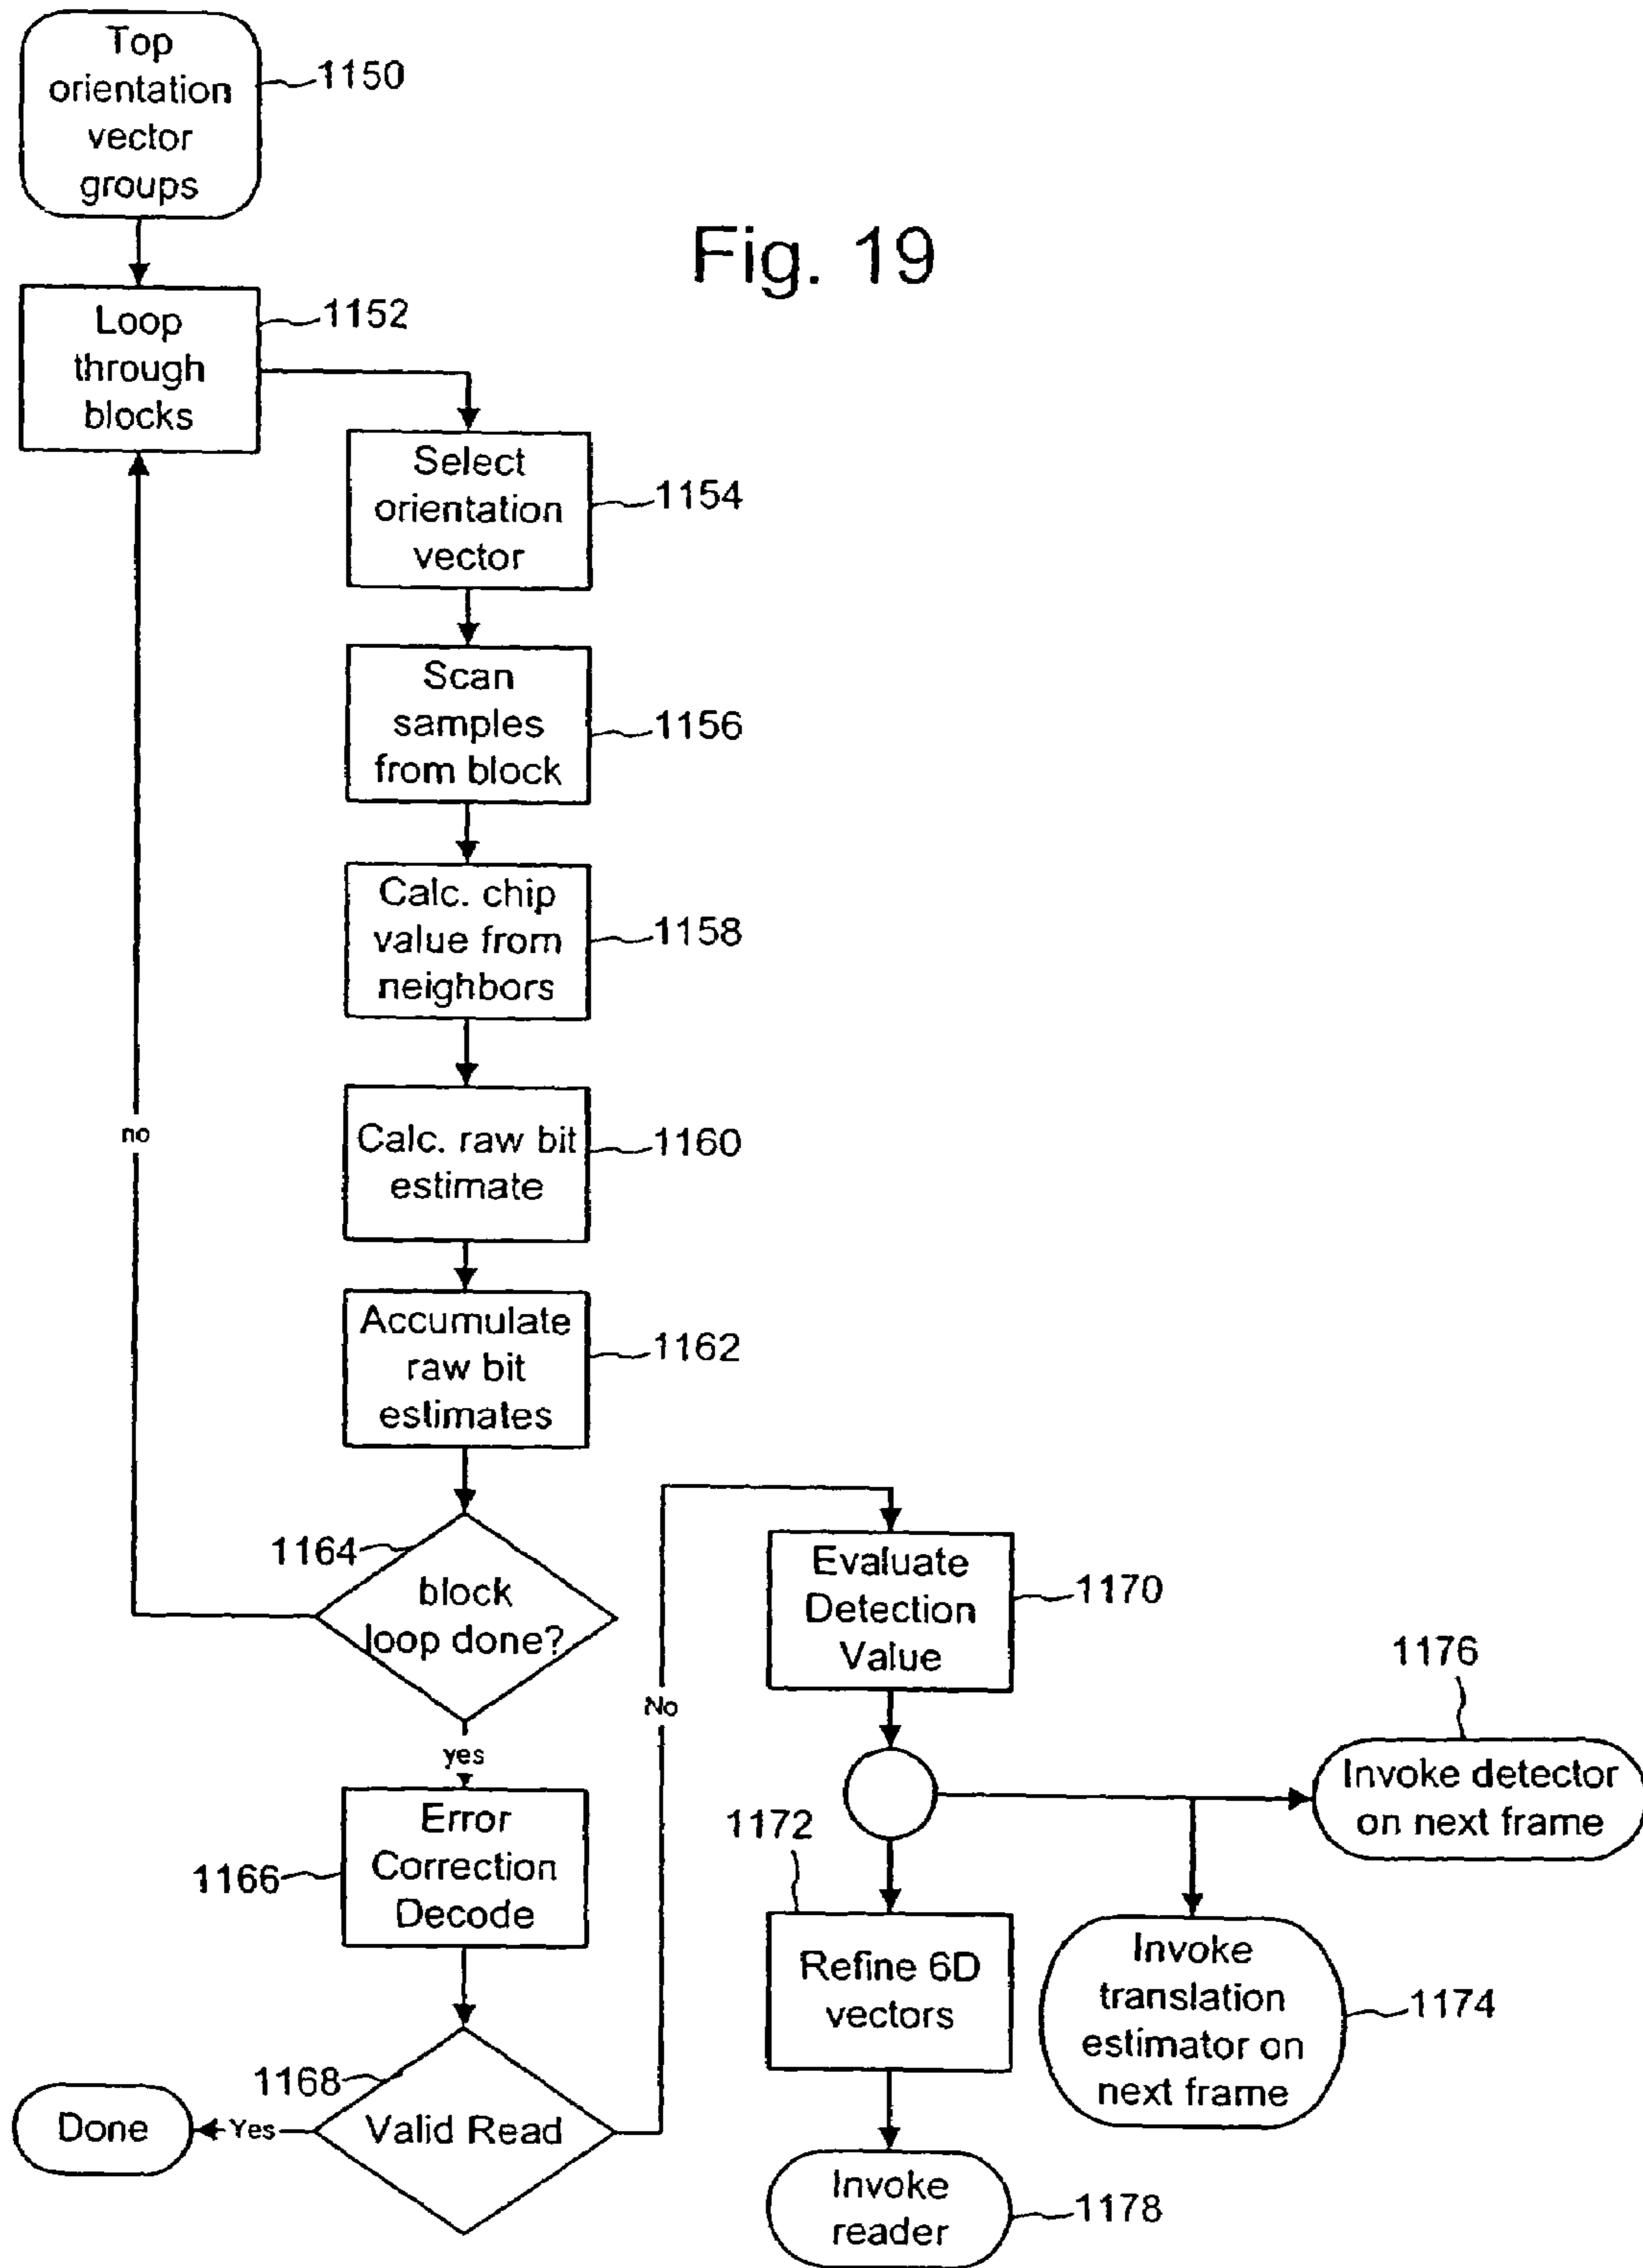 Top
orientation
vector
groups
1150
Fig. 19
Loop
through
blocks
1152
Select
orientation
vector
1154
Scan
samples
from block
1156
Calc. chip
value from
neighbors
1158
no
Calc. raw bit
estimate
1160
Accumulate
raw bit
estimates
1162
1164
block
loop done?
yes
No
Evaluate
Detection
Value
1170
1176
Invoke detector
on next frame
Error
Correction
Decode
1166
1172
Refine 6D
vectors
Invoke
translation
estimator on
next frame
1174
1168
Valid Read
Yes
Done
Invoke
reader
1178